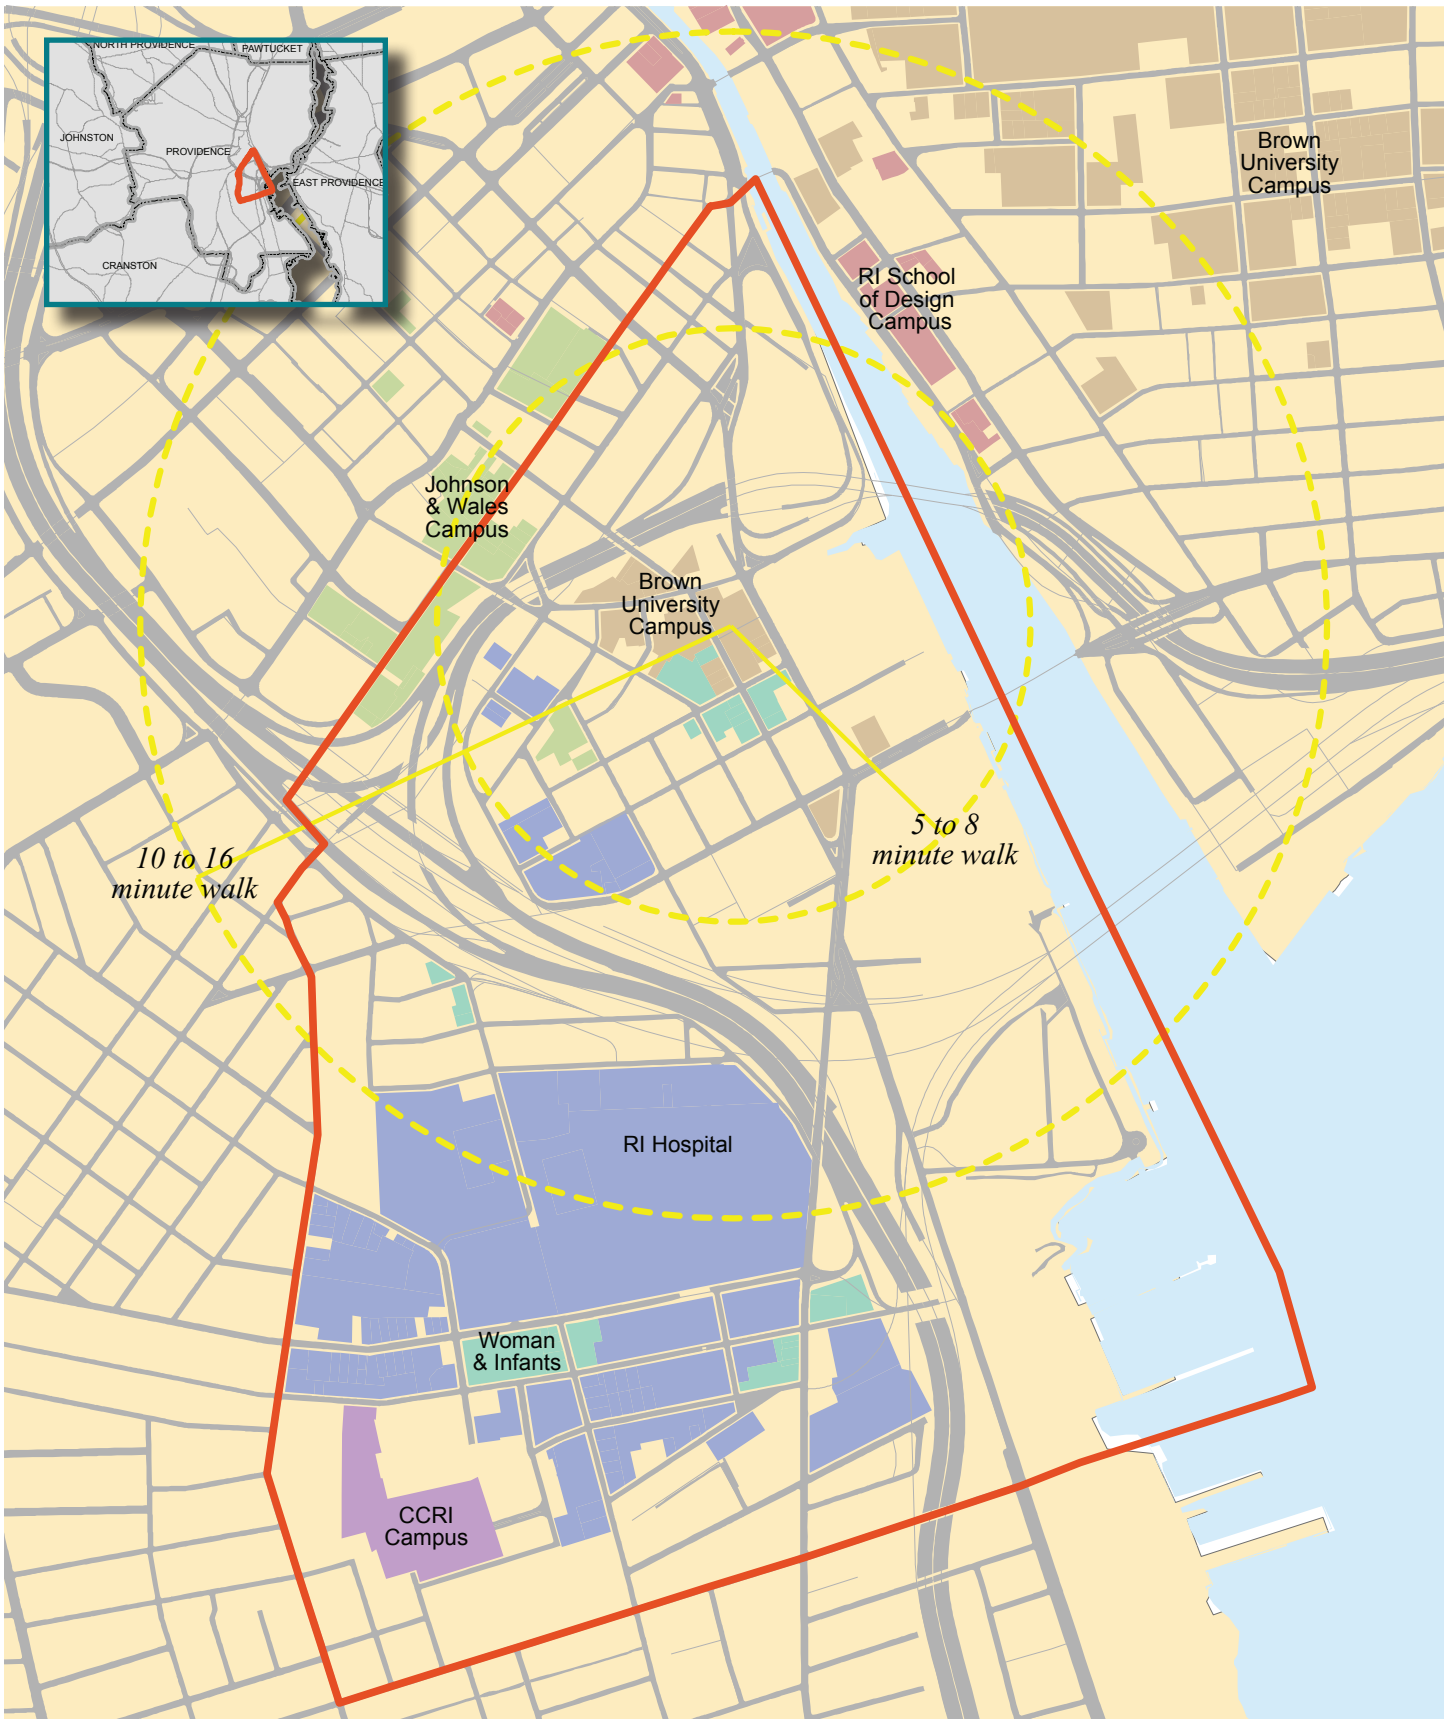 NORTH PROVIDENCE
PAWTUCKET
JOHNSTON
PROVIDENCE
EAST PROVIDENCE
CRANSTON
Brown
University
Campus
RI School
of Design
Campus
Johnson
& Wales
Campus
Brown
University
Campus
5 to 8
minute walk
10 to 16
minute walk
RI Hospital
Woman
& Infants
CCRI
Campus